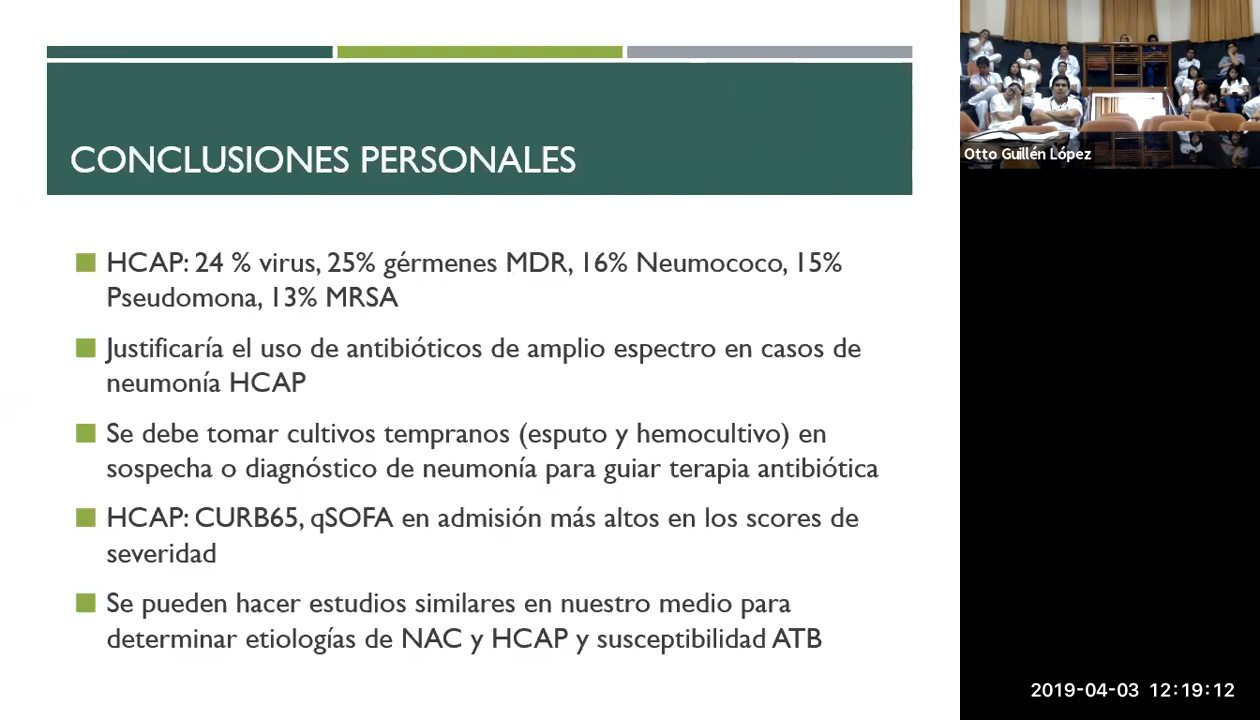 CONCLUSIONES PERSONALES
HCAP: 24 % virus, 25% gérmenes MDR, 16% Neumococo, 15%
Pseudomona, 13% MRSA
Justificaría el uso de antibióticos de amplio espectro en casos de
neumonía HCAP
Se debe tomar cultivos tempranos (esputo y hemocultivo) en
sospecha o diagnóstico de neumonía para guiar terapia antibiótica
HCAP: CURB65, qSOFA en admisión más altos en los scores de
severidad
Se pueden hacer estudios similares en nuestro medio para
determinar etiologías de NAC y HCAP y susceptibilidad ATB
Otto Guillén López
2019-04-03 12:19:12